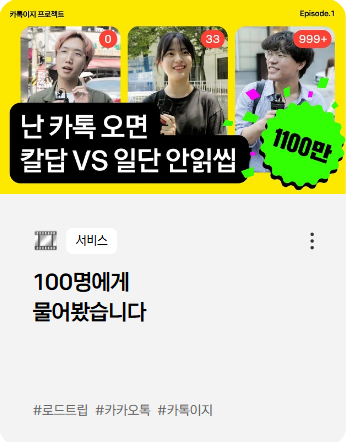 카톡이지 프로젝트
Episode.1
0
33
999+
난 카톡 오면
칼답 VS 일단 안읽씹
1100만
서비스
100명에게
물어봤습니다
#로드트립 #카카오톡 #카톡이지